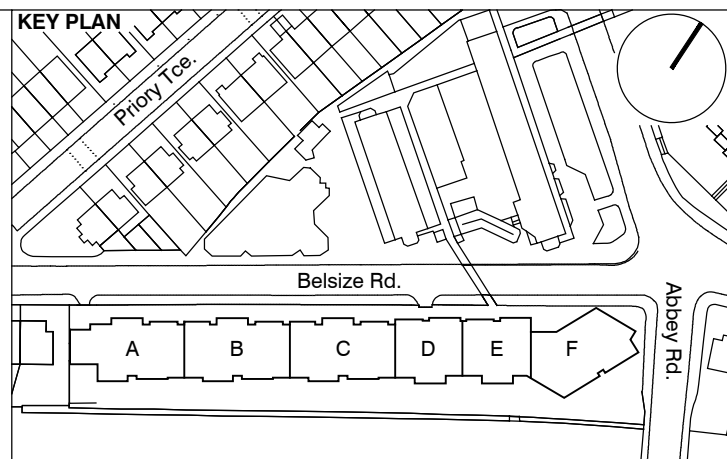 KEY PLAN
Priory Tce.
Belsize Rd.
Abbey Rd.
A
B
C
D
E
F